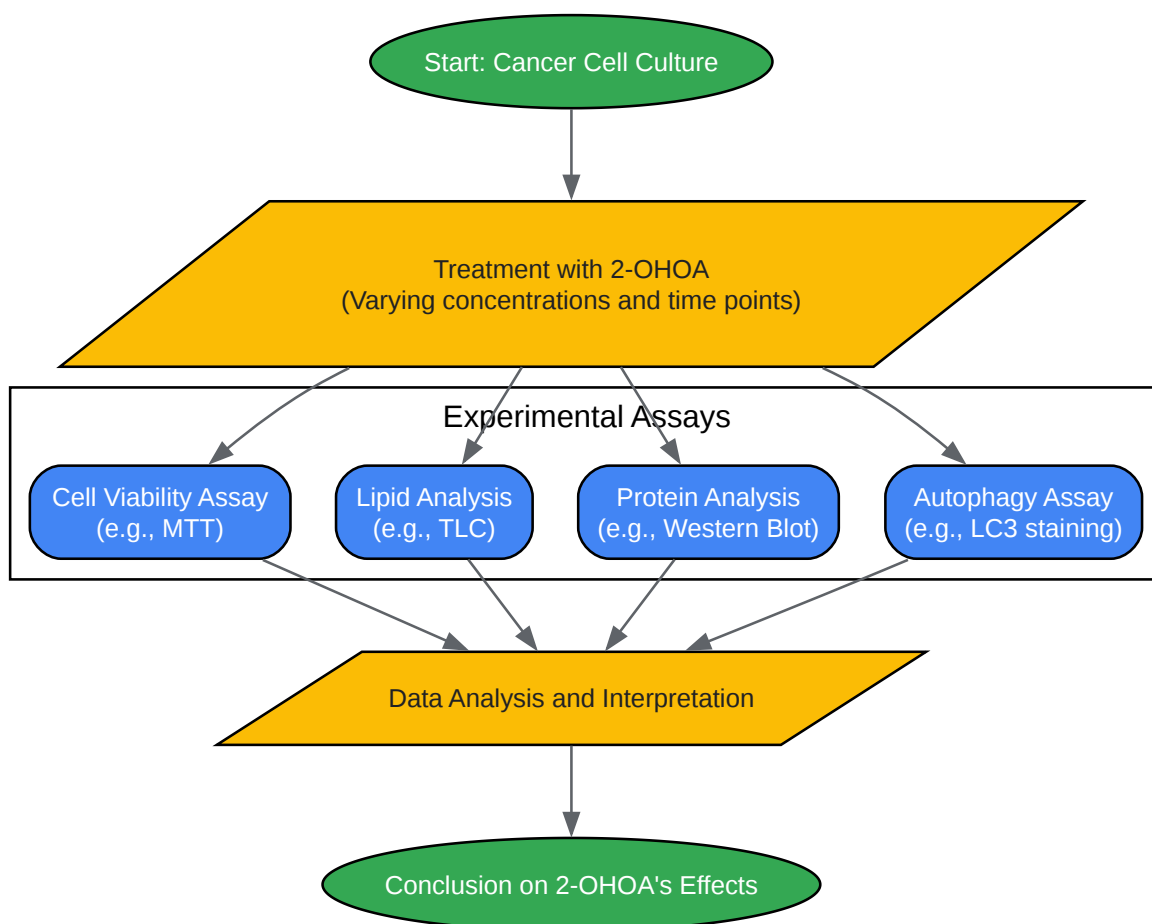 Start: Cancer Cell Culture
Treatment with 2-OHOA
(Varying concentrations and time points)
Experimental Assays
Cell Viability Assay
(e.g., MTT)
Lipid Analysis
(e.g., TLC)
Protein Analysis
(e.g., Western Blot)
Autophagy Assay
(e.g., LC3 staining)
Data Analysis and Interpretation
Conclusion on 2-OHOA's Effects